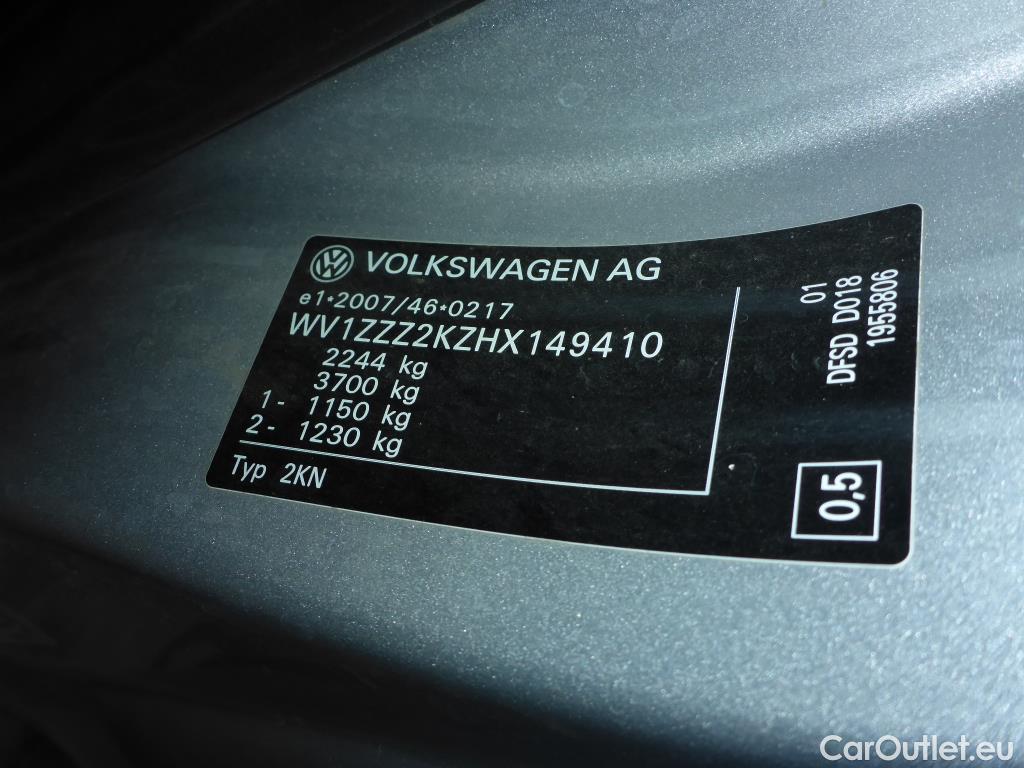 VOLKSWAGEN AG
e1*2007/46*0217
WV1ZZZ2KZHX149410
2244 kg
3700 kg
1- 1150 kg
2- 1230 kg
Typ 2KN
01
DFSD D018
1955806
0,5
CarOutlet.eu